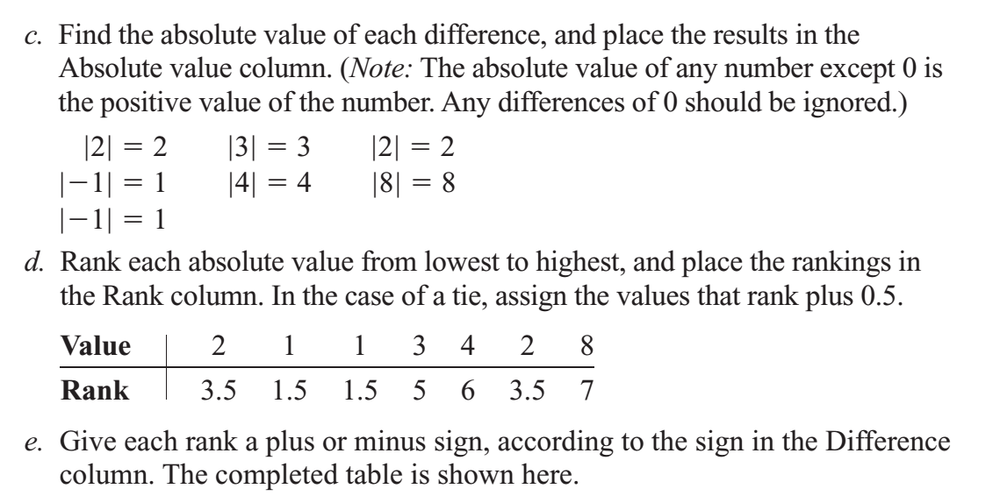 c. Find the absolute value of each difference, and place the results in the
Absolute value column. (Note: The absolute value of any number except 0 is
the positive value of the number. Any differences of 0 should be ignored.)
|2| = 2 |3| = 3 |2| = 2
|−1| = 1 |4| = 4 |8| = 8
|−1| = 1
d. Rank each absolute value from lowest to highest, and place the rankings in
the Rank column. In the case of a tie, assign the values that rank plus 0.5.
Value 2 1 1 3 4 2 8
Rank 3.5 1.5 1.5 5 6 3.5 7
e. Give each rank a plus or minus sign, according to the sign in the Difference
column. The completed table is shown here.